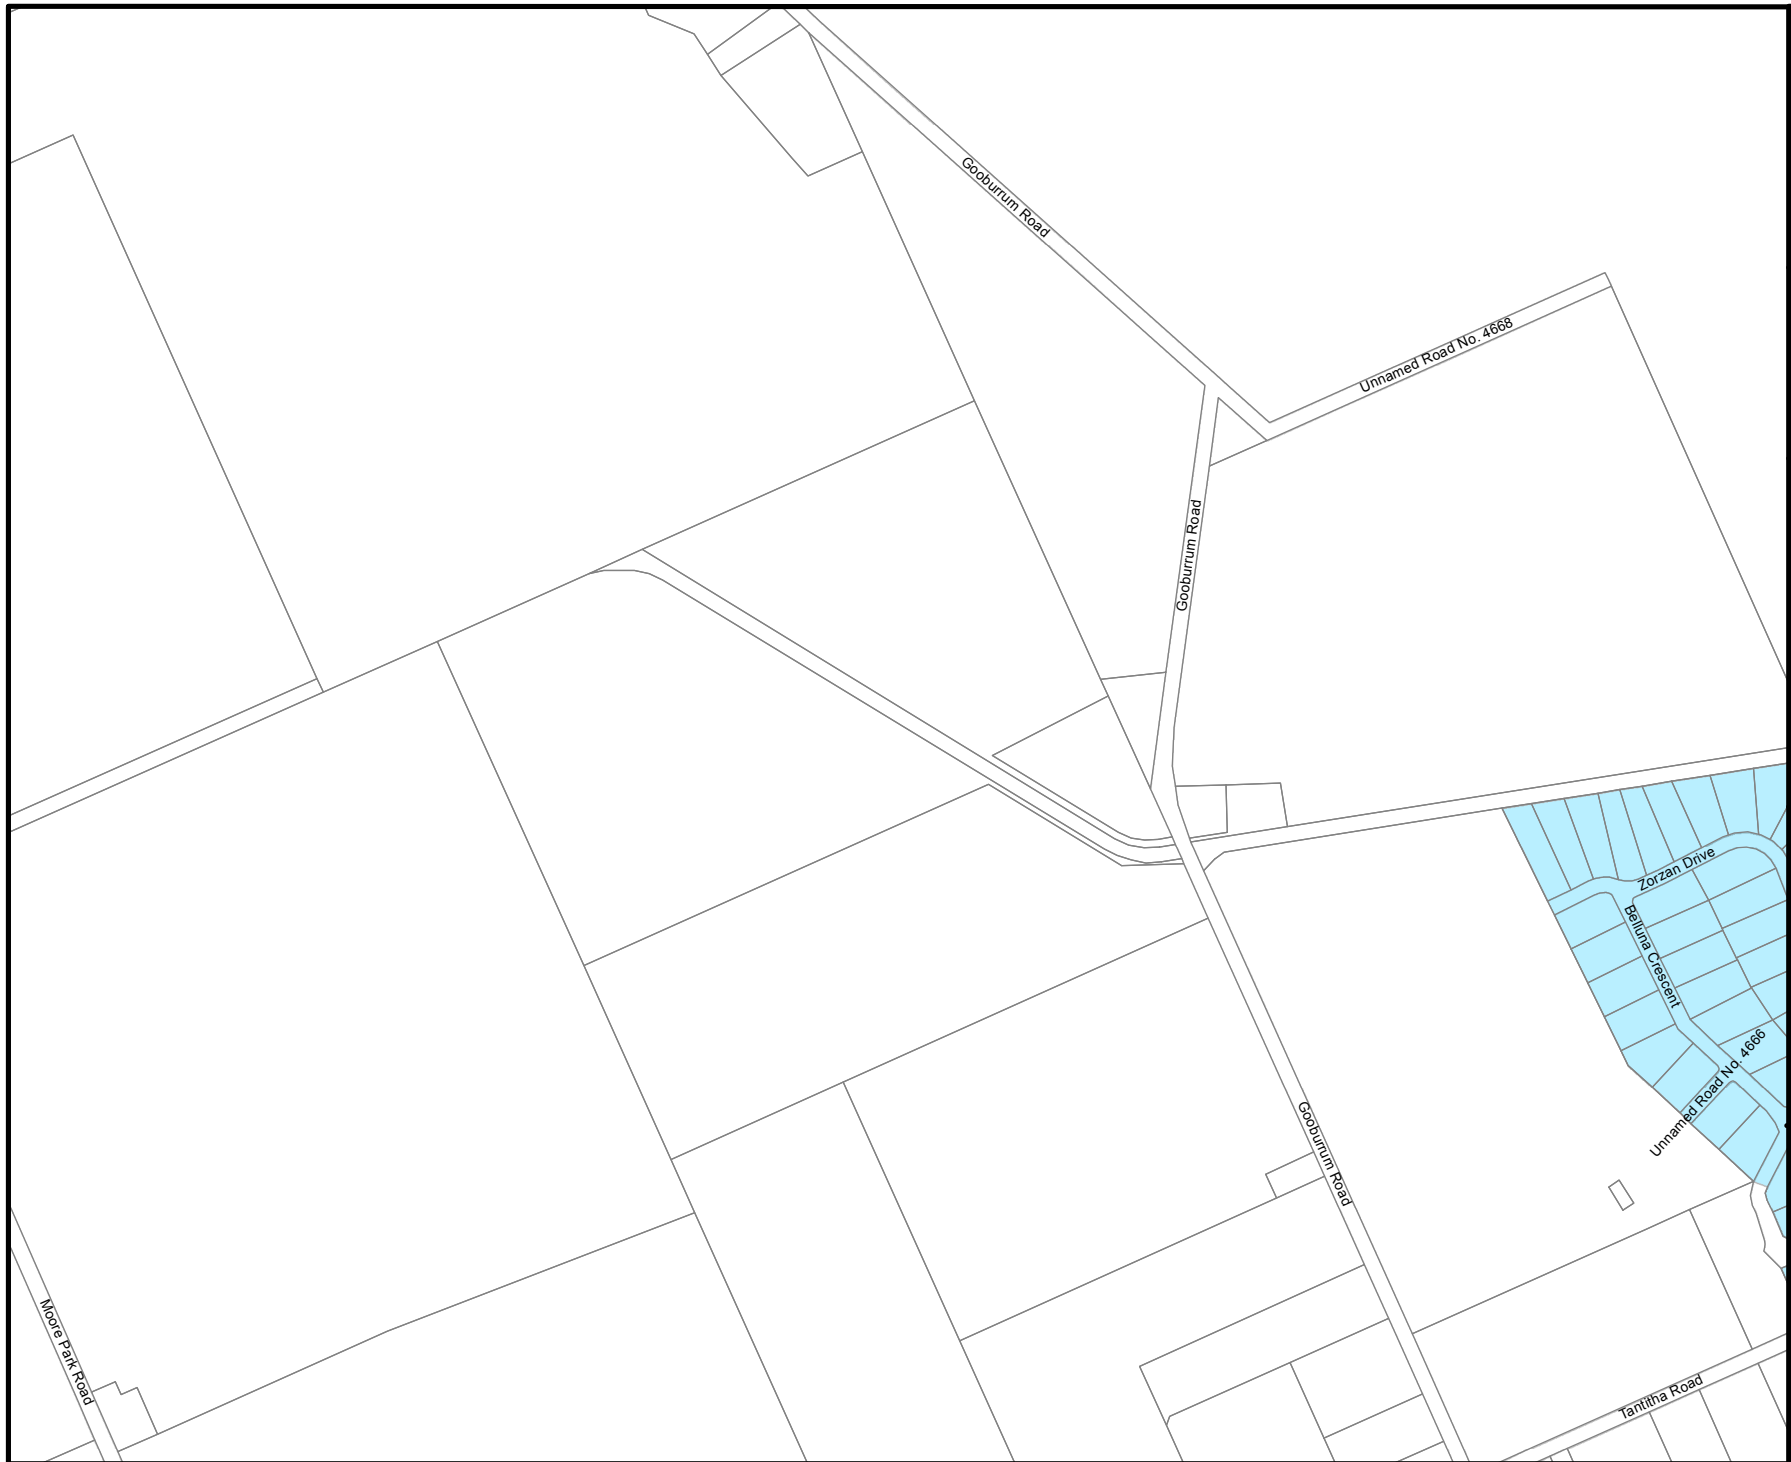 Gooburrum Road
Unnamed Road No. 4668
Gooburrum Road
Zorzan Drive
Belluna Crescent
Unnamed Road No. 4666
Gooburrum Road
Moore Park Road
Tantitha Road